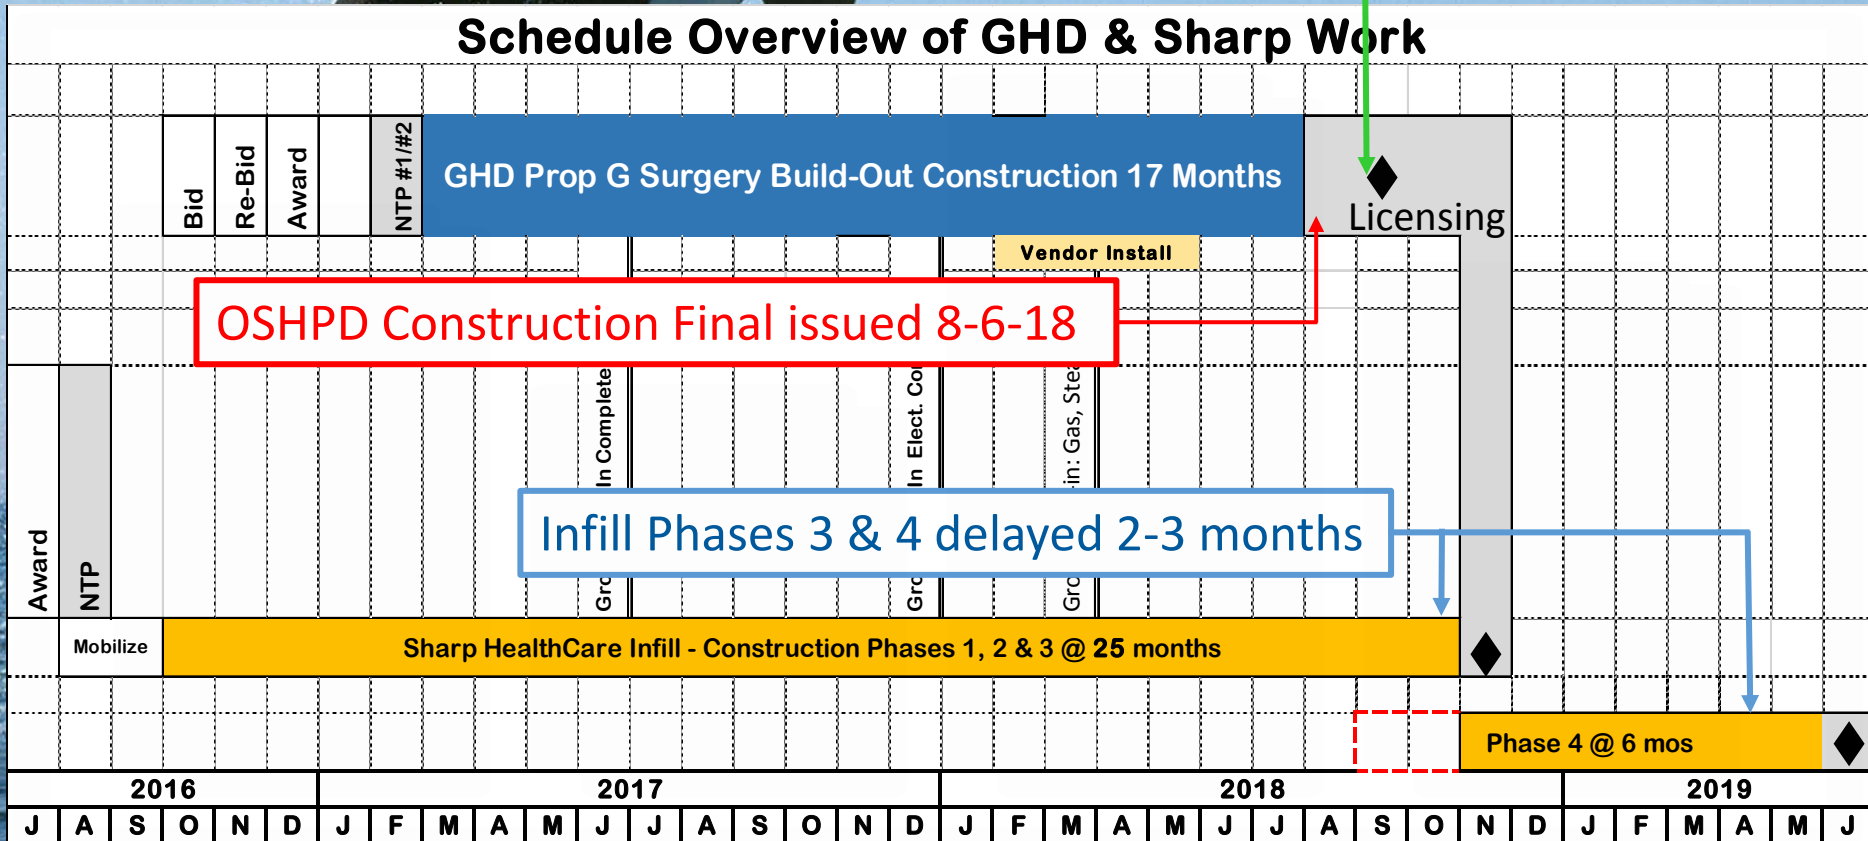 Schedule Overview of GHD & Sharp Work
Bid
Re-Bid
Award
NTP #1/#2
GHD Prop G Surgery Build-Out Construction 17 Months
Licensing
Vendor Install
OSHPD Construction Final issued 8-6-18
In Complete
In Elect.
in: Gas,
Infill Phases 3 & 4 delayed 2-3 months
Award
NTP
Mobilize
Sharp HealthCare Infill - Construction Phases 1, 2 & 3 @ 25 months
Phase 4 @ 6 mos
2016 2017 2018 2019
J A S O N D J F M A M J J A S O N D J F M A M J J A S O N D J F M A M J